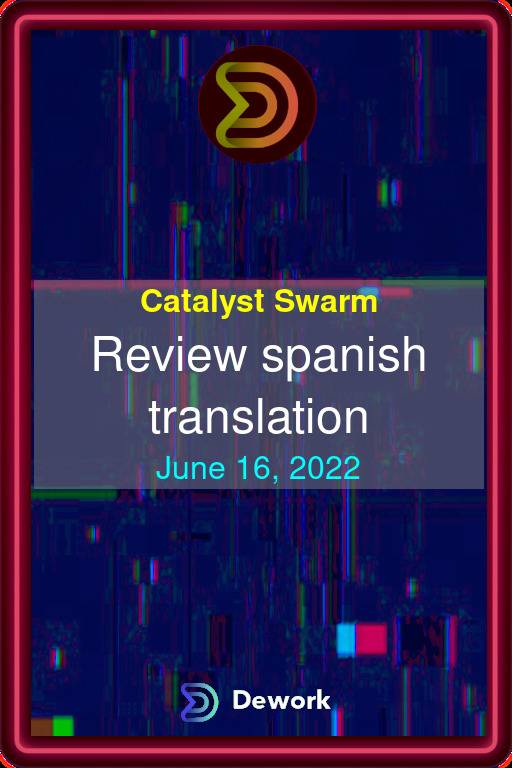 Catalyst Swarm
Review spanish
translation
June 16, 2022
Dework